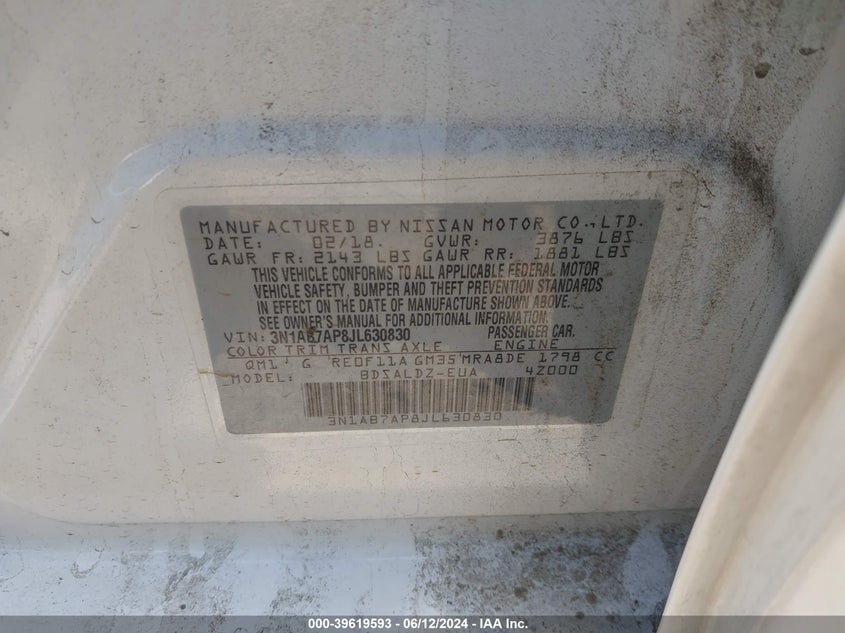 MANUFACTURED BY NISSAN MOTOR CO., LTD.
DATE: 02/18. GVWR: 3876 LBS
GAWR FR: 2143 LBS GAWR RR: 1881 LBS
THIS VEHICLE CONFORMS TO ALL APPLICABLE FEDERAL MOTOR
VEHICLE SAFETY, BUMPER AND THEFT PREVENTION STANDARDS
IN EFFECT ON THE DATE OF MANUFACTURE SHOWN ABOVE.
SEE OWNER'S MANUAL FOR ADDITIONAL INFORMATION.
VIN: 3N1AB7AP8JL630830 PASSENGER CAR.
COLOR TRIM TRANS AXLE ENGINE
QM1 G RE0F11A GM35 MRA8DE 1798 CC
MODEL: BDSALDZ-EUA 4Z000
3N1AB7AP8JL630830
000-39619593 - 06/12/2024 - IAA Inc.